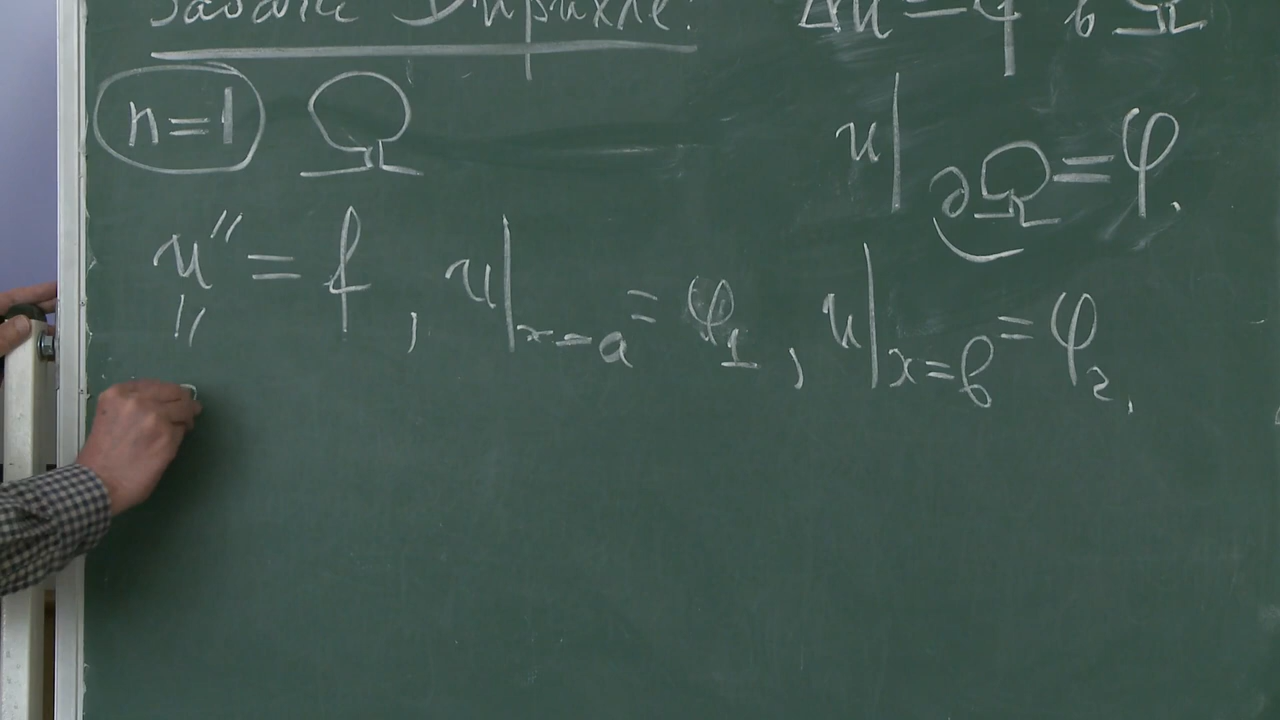 Задача Дирихле: Δu = f в Ω
n=1 Ω u|∂Ω = φ.
u'' = f, u|x=a = φ1, u|x=b = φ2.
''